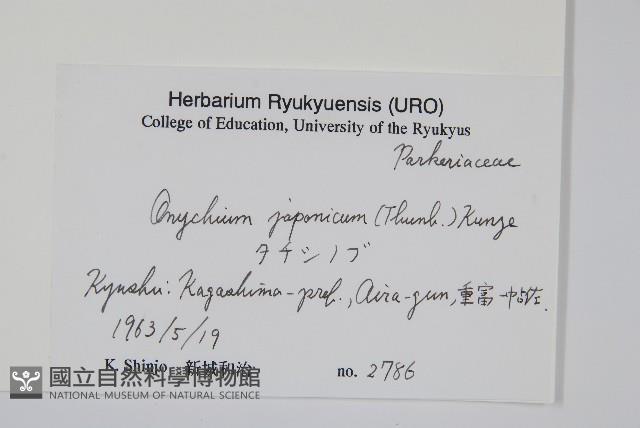 Herbarium Ryukyuensis (URO)
College of Education, University of the Ryukyus
Parkeriaceae
Onychium japonicum (Thunb.) Kunze
タチシノブ
Kyushu: Kagoshima-pref., Aira-gun, 重富
1963/5/19
K. Shinjo 新城和治 no. 2786
國立自然科學博物館
NATIONAL MUSEUM OF NATURAL SCIENCE